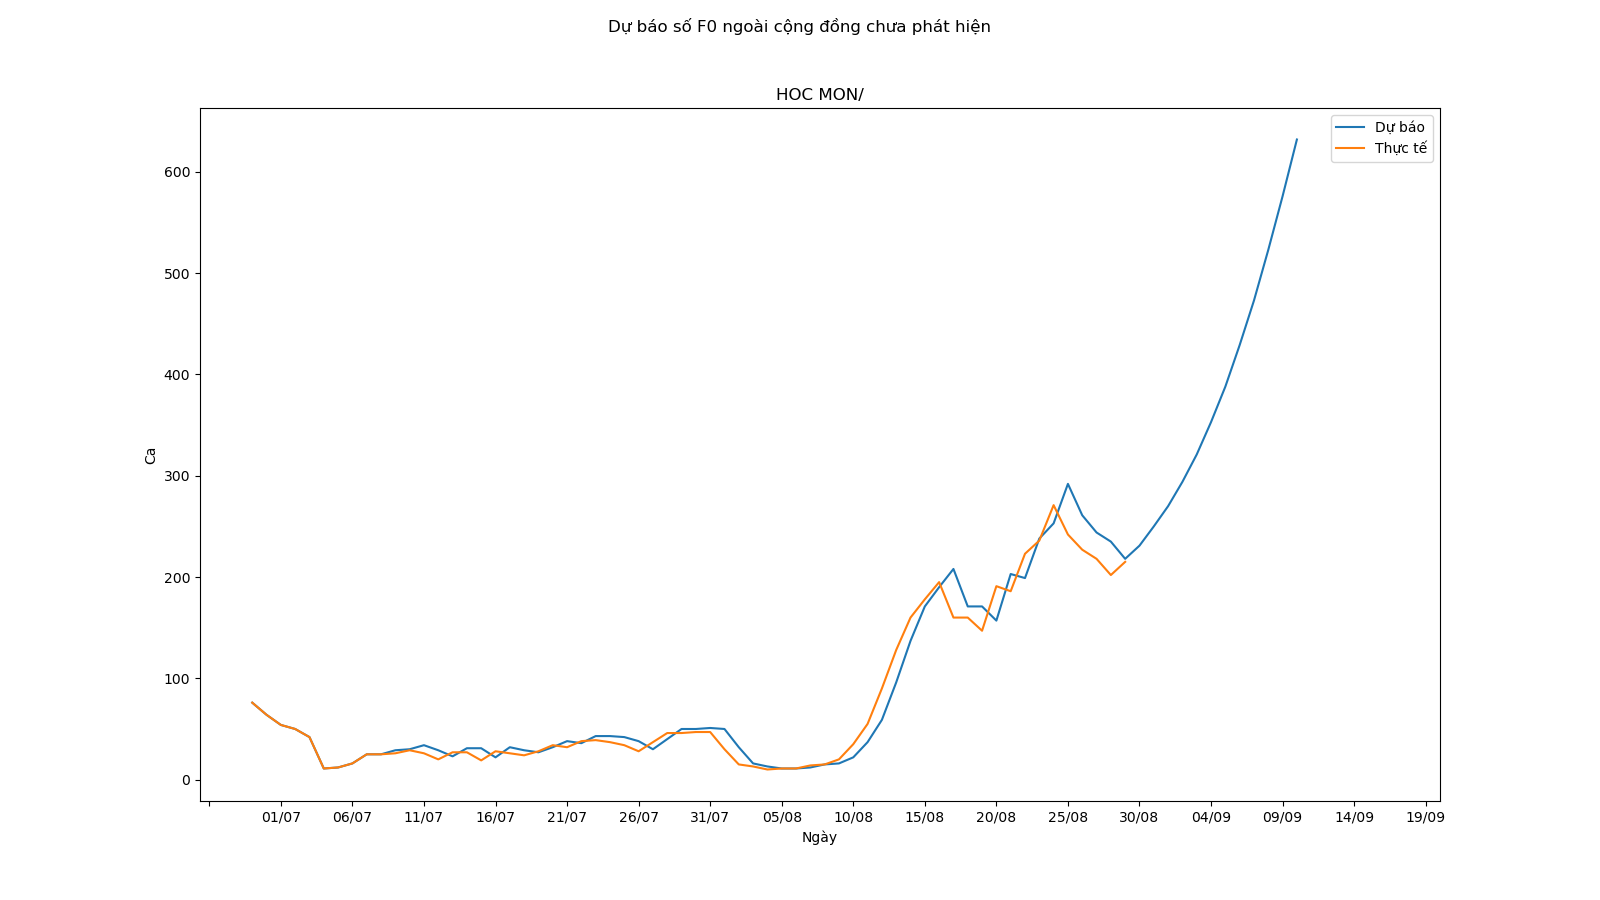 Dự báo số F0 ngoài cộng đồng chưa phát hiện
HOC MON/
Dự báo
Thực tế
600
500
400
300
200
100
0
Ca
01/07 06/07 11/07 16/07 21/07 26/07 31/07 05/08 10/08 15/08 20/08 25/08 30/08 04/09 09/09 14/09 19/09
Ngày